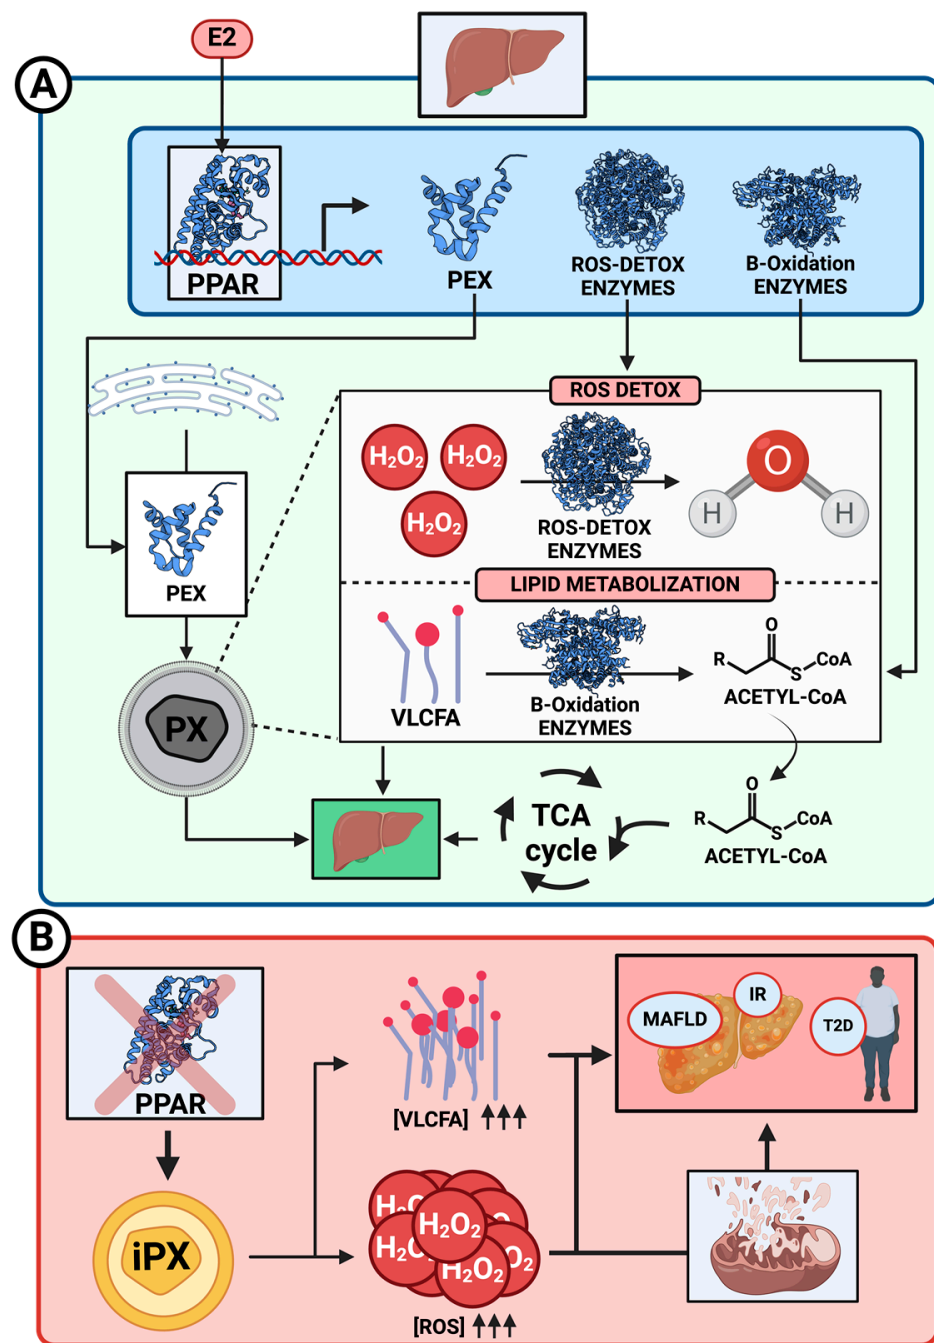 E2
A
PPAR
PEX
ROS-DETOX
ENZYMES
B-Oxidation
ENZYMES
ROS DETOX
H₂O₂
H₂O₂
H₂O₂
ROS-DETOX
ENZYMES
O
H
H
PEX
LIPID METABOLIZATION
VLCFA
B-Oxidation
ENZYMES
O
R
S
CoA
ACETYL-CoA
PX
TCA
cycle
O
R
S
CoA
ACETYL-CoA
B
PPAR
iPX
[VLCFA] ↑↑↑
H₂O₂
H₂O₂
[ROS] ↑↑↑
MAFLD
IR
T2D